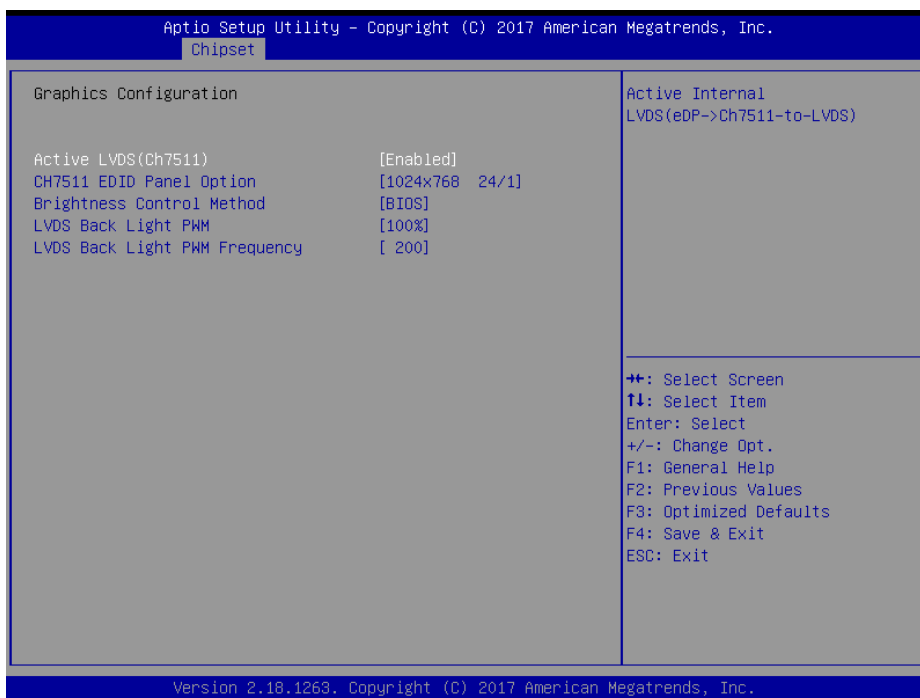 Aptio Setup Utility – Copyright (C) 2017 American Megatrends, Inc.
Chipset
Graphics Configuration
Active LVDS(Ch7511) [Enabled]
CH7511 EDID Panel Option [1024x768 24/1]
Brightness Control Method [BIOS]
LVDS Back Light PWM [100%]
LVDS Back Light PWM Frequency [ 200]
Active Internal
LVDS(eDP->Ch7511-to-LVDS)
→←: Select Screen
↑↓: Select Item
Enter: Select
+/-: Change Opt.
F1: General Help
F2: Previous Values
F3: Optimized Defaults
F4: Save & Exit
ESC: Exit
Version 2.18.1263. Copyright (C) 2017 American Megatrends, Inc.